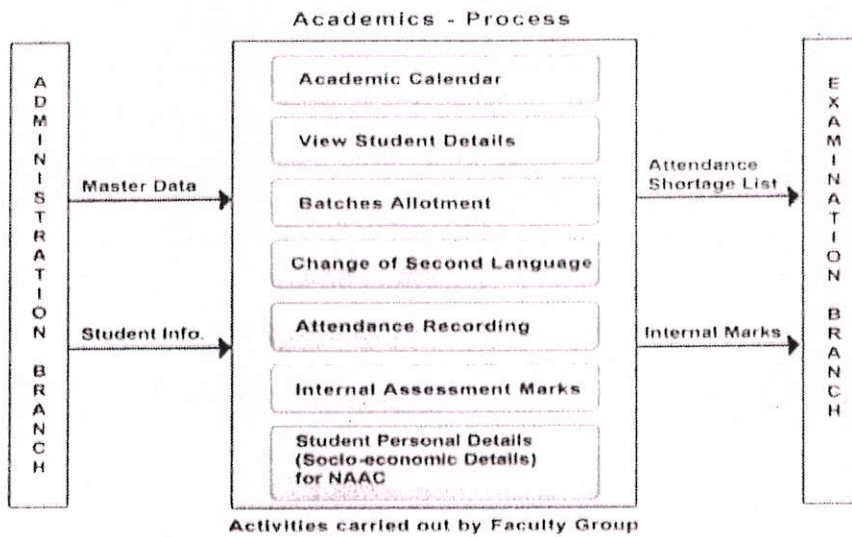 Academics - Process
ADMINISTRATION BRANCH
Master Data
Student Info.
Academic Calendar
View Student Details
Batches Allotment
Change of Second Language
Attendance Recording
Internal Assessment Marks
Student Personal Details
(Socio-economic Details)
for NAAC
Attendance
Shortage List
Internal Marks
EXAMINATION BRANCH
Activities carried out by Faculty Group